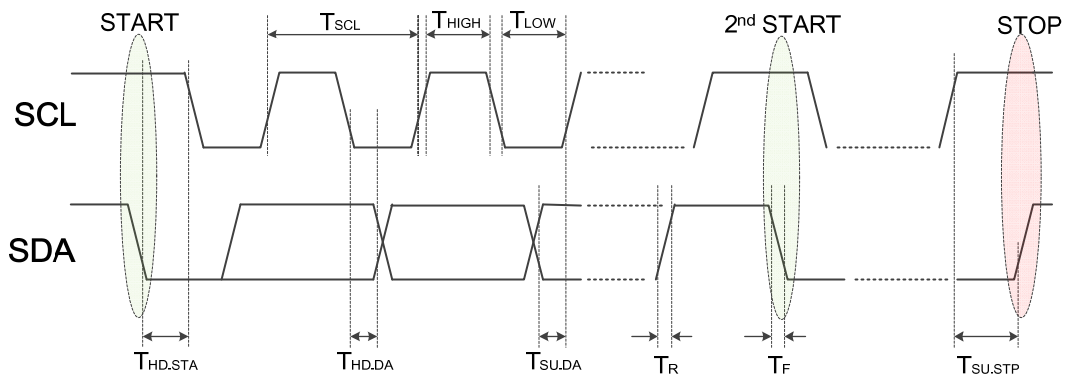 START
TSCL
THIGH
TLOW
2nd START
STOP
SCL
SDA
THD.STA
THD.DA
TSU.DA
TR
TF
TSU.STP